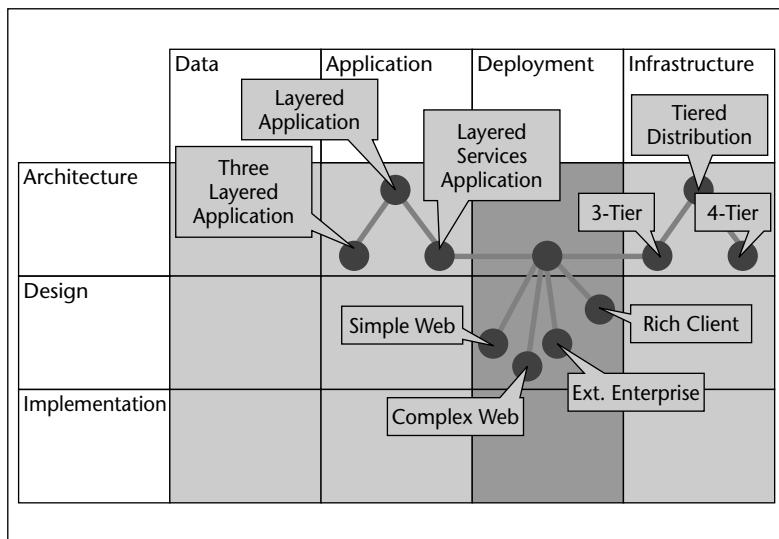 Data
Application
Deployment
Infrastructure
Layered
Application
Layered
Services
Application
Tiered
Distribution
Architecture
Three
Layered
Application
3-Tier
4-Tier
Design
Simple Web
Rich Client
Implementation
Complex Web
Ext. Enterprise